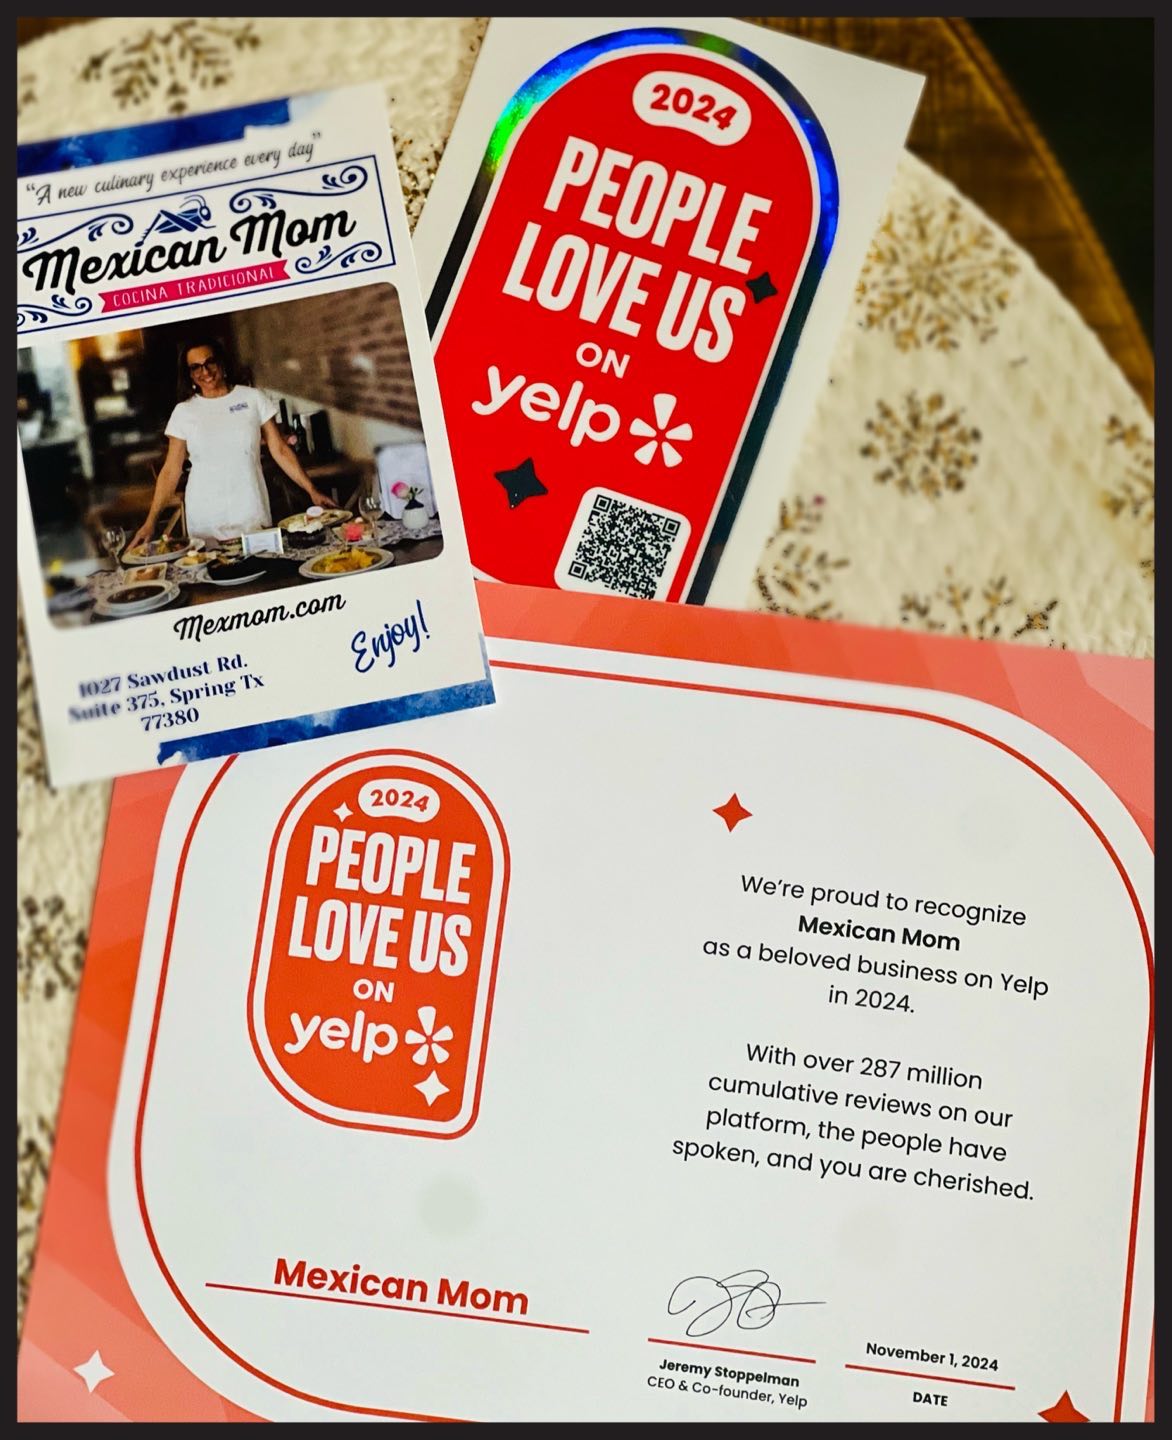 "A new culinary experience every day"
Mexican Mom
COCINA TRADICIONAL
Mexmom.com
Enjoy!
1027 Sawdust Rd.
Suite 375, Spring Tx
77380
2024
PEOPLE
LOVE US
ON
yelp
2024
PEOPLE
LOVE US
ON
yelp
We're proud to recognize
Mexican Mom
as a beloved business on Yelp
in 2024.
With over 287 million
cumulative reviews on our
platform, the people have
spoken, and you are cherished.
Mexican Mom
Jeremy Stoppelman
CEO & Co-founder, Yelp
November 1, 2024
DATE